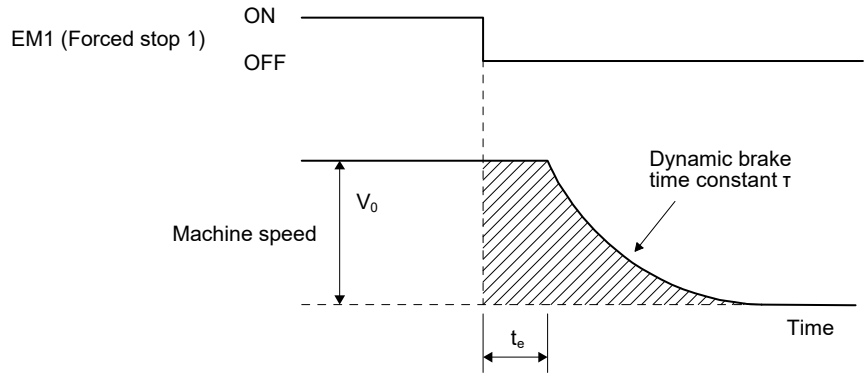 ON
EM1 (Forced stop 1)
OFF
Dynamic brake
time constant τ
V₀
Machine speed
Time
tₑ